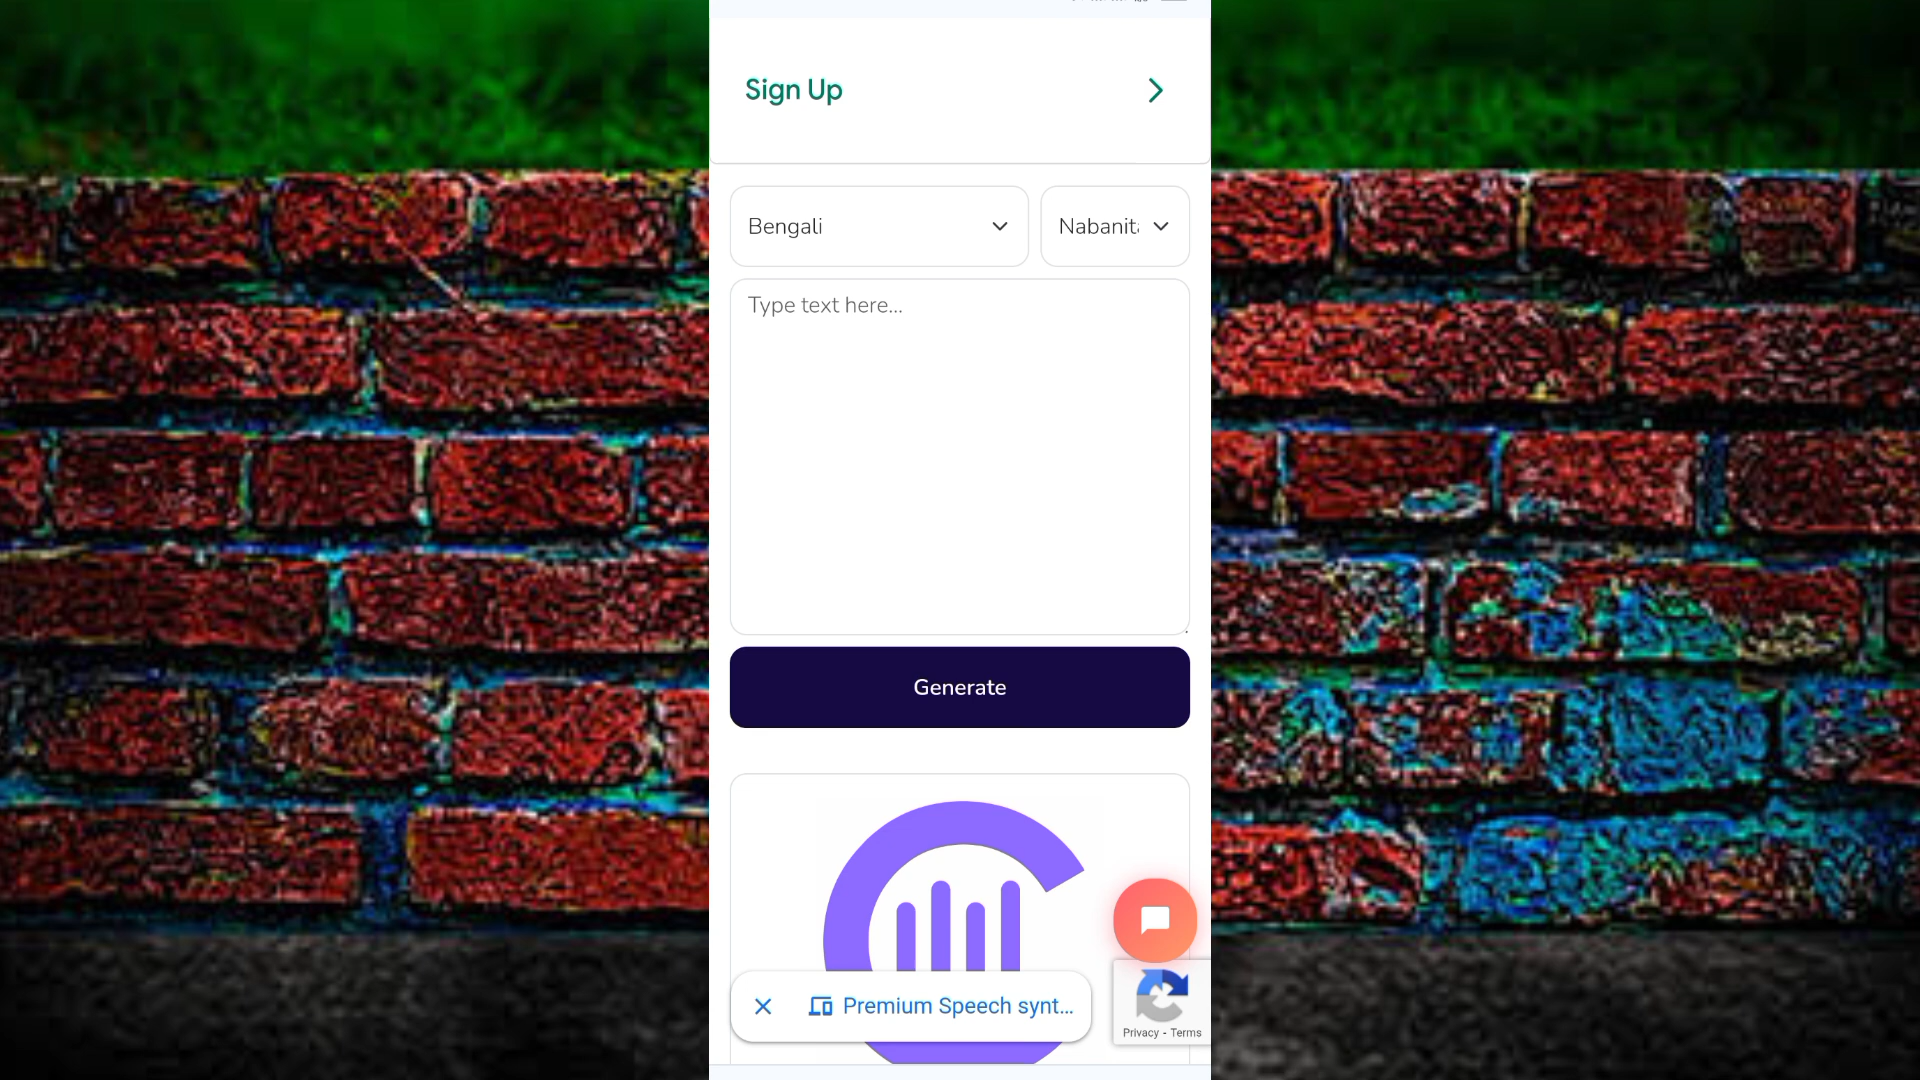 Sign Up
Bengali
Nabanit
Type text here...
Generate
Premium Speech synt...
Privacy - Terms